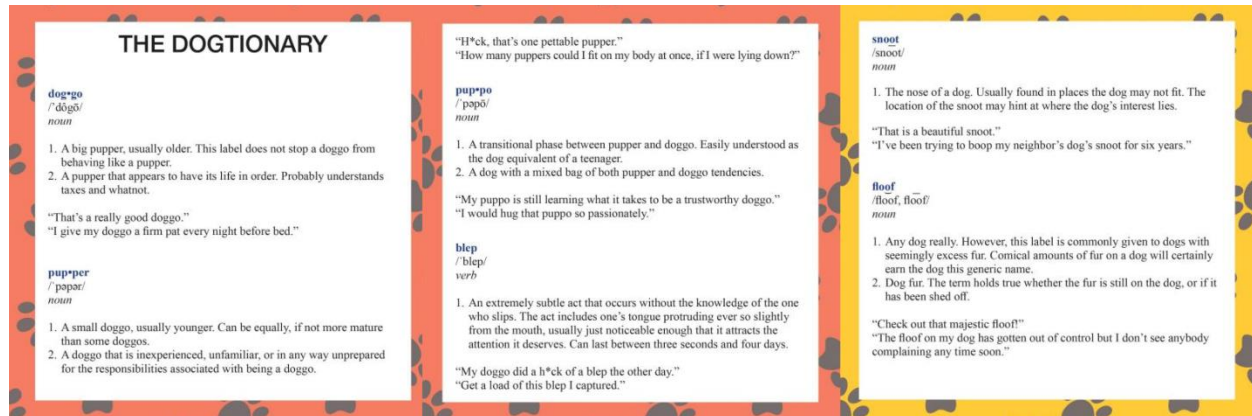 THE DOGTIONARY
dog•go
/ˈdôgō/
noun
1. A big pupper, usually older. This label does not stop a doggo from
behaving like a pupper.
2. A pupper that appears to have its life in order. Probably understands
taxes and whatnot.
“That’s a really good doggo.”
“I give my doggo a firm pat every night before bed.”
pup•per
/ˈpəpər/
noun
1. A small doggo, usually younger. Can be equally, if not more mature
than some doggos.
2. A doggo that is inexperienced, unfamiliar, or in any way unprepared
for the responsibilities associated with being a doggo.
“H*ck, that’s one pettable pupper.”
“How many puppers could I fit on my body at once, if I were lying down?”
pup•po
/ˈpəpō/
noun
1. A transitional phase between pupper and doggo. Easily understood as
the dog equivalent of a teenager.
2. A dog with a mixed bag of both pupper and doggo tendencies.
“My puppo is still learning what it takes to be a trustworthy doggo.”
“I would hug that puppo so passionately.”
blep
/ˈblep/
verb
1. An extremely subtle act that occurs without the knowledge of the one
who slips. The act includes one’s tongue protruding ever so slightly
from the mouth, usually just noticeable enough that it attracts the
attention it deserves. Can last between three seconds and four days.
“My doggo did a h*ck of a blep the other day.”
“Get a load of this blep I captured.”
snoot
/sno͞ot/
noun
1. The nose of a dog. Usually found in places the dog may not fit. The
location of the snoot may hint at where the dog’s interest lies.
“That is a beautiful snoot.”
“I’ve been trying to boop my neighbor’s dog’s snoot for six years.”
floof
/flo͞of, flo͞of/
noun
1. Any dog really. However, this label is commonly given to dogs with
seemingly excess fur. Comical amounts of fur on a dog will certainly
earn the dog this generic name.
2. Dog fur. The term holds true whether the fur is still on the dog, or if it
has been shed off.
“Check out that majestic floof!”
“The floof on my dog has gotten out of control but I don’t see anybody
complaining any time soon.”